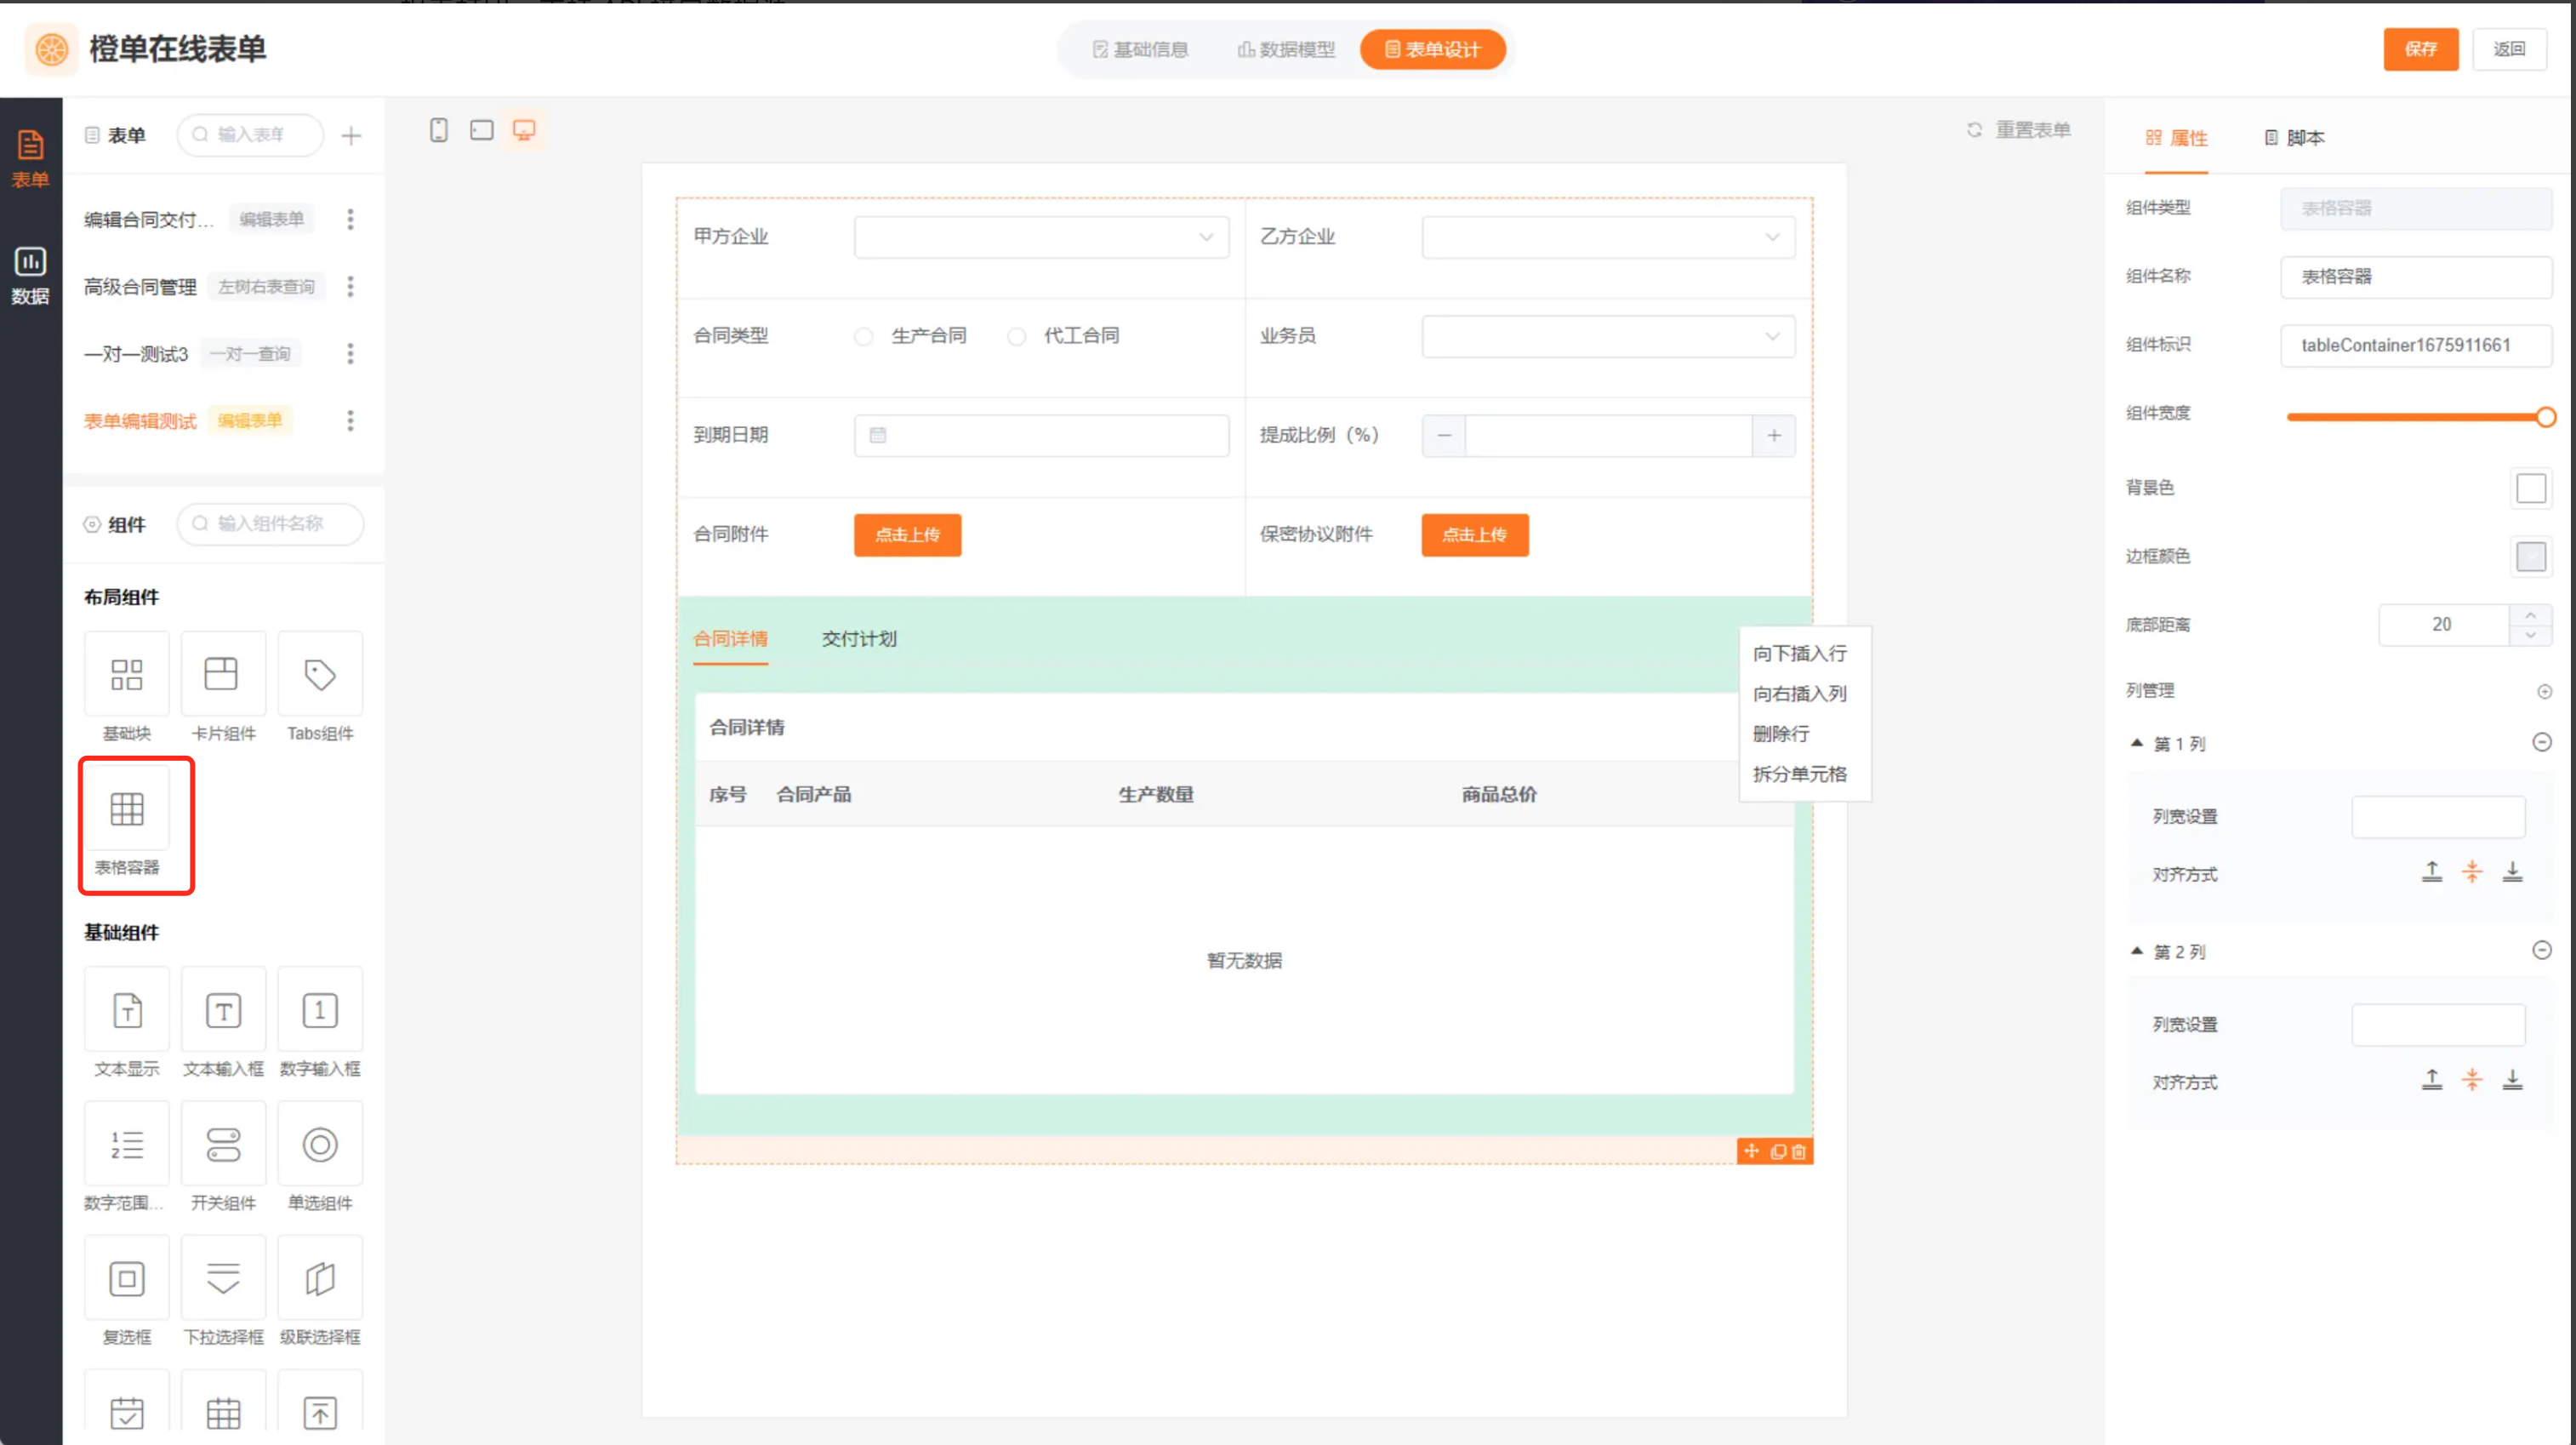 橙单在线表单
基础信息
数据模型
表单设计
保存
返回
表单
数据
表单
输入表单
编辑合同交付...
编辑表单
高级合同管理
左树右表查询
一对一测试3
一对一查询
表单编辑测试
编辑表单
组件
输入组件名称
布局组件
基础块
卡片组件
Tabs组件
表格容器
基础组件
文本显示
文本输入框
数字输入框
数字范围...
开关组件
单选组件
复选框
下拉选择框
级联选择框
重置表单
甲方企业
乙方企业
合同类型
生产合同
代工合同
业务员
到期日期
提成比例（%）
合同附件
点击上传
保密协议附件
点击上传
合同详情
交付计划
合同详情
序号
合同产品
生产数量
商品总价
暂无数据
向下插入行
向右插入列
删除行
拆分单元格
属性
脚本
组件类型
表格容器
组件名称
表格容器
组件标识
tableContainer1675911661
组件宽度
背景色
边框颜色
底部距离
20
列管理
第 1 列
列宽设置
对齐方式
第 2 列
列宽设置
对齐方式